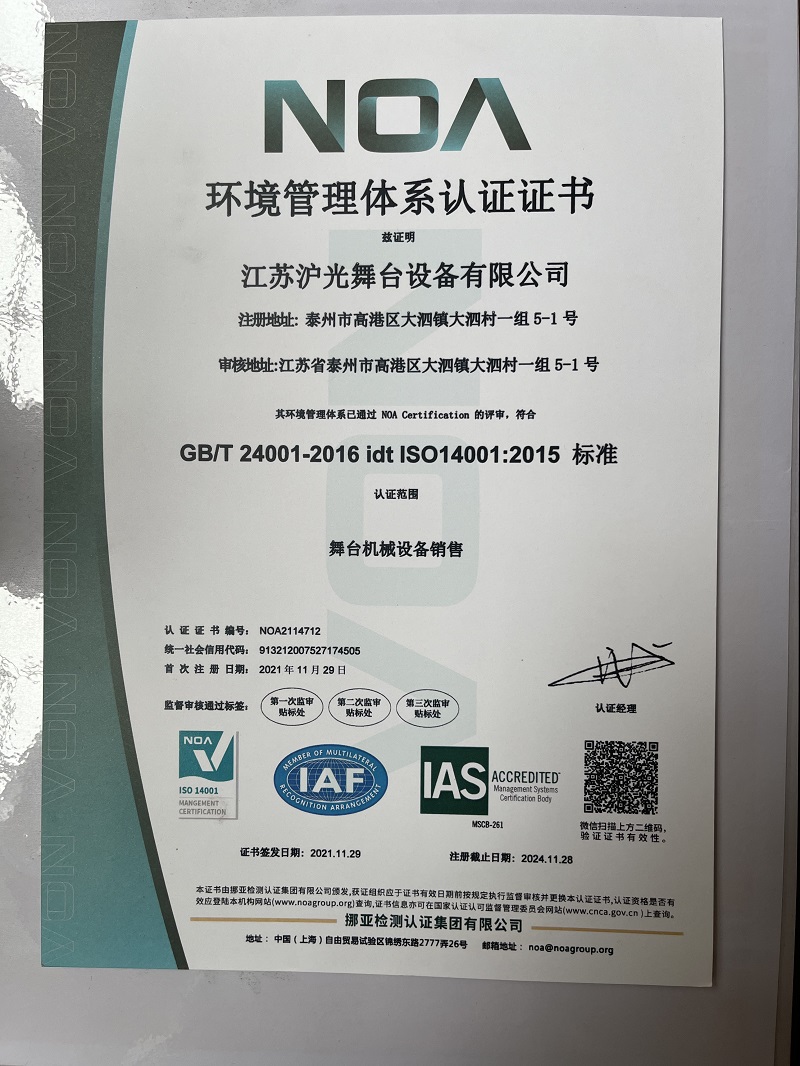 NOA
环境管理体系认证证书
兹证明
江苏沪光舞台设备有限公司
注册地址: 泰州市高港区大泗镇大泗村一组 5-1 号
审核地址:江苏省泰州市高港区大泗镇大泗村一组 5-1 号
其环境管理体系已通过 NOA Certification 的评审，符合
GB/T 24001-2016 idt ISO14001:2015 标准
认证范围
舞台机械设备销售
认证证书编号： NOA2114712
统一社会信用代码： 913212007527174505
首次注册日期： 2021 年 11 月 29 日
监督审核通过标签：
第一次监审
贴标处
第二次监审
贴标处
第三次监审
贴标处
认证经理
NOA
ISO 14001
MANGEMENT
CERTIFICATION
MEMBER OF MULTILATERAL
IAF
RECOGNITION ARRANGEMENT
IAS
ACCREDITED
Management Systems
Certification Body
MSCB-261
微信扫描上方二维码，
验证证书有效性。
证书签发日期： 2021.11.29
注册截止日期： 2024.11.28
本证书由挪亚检测认证集团有限公司颁发,获证组织应于证书有效日期前按规定执行监督审核并更换本认证证书,认证资格是否有
效应登陆本机构网站(www.noagroup.org)查询,证书信息亦可在国家认证认可监督管理委员会网站(www.cnca.gov.cn )上查询。
挪亚检测认证集团有限公司
地址： 中国（上海）自由贸易试验区锦绣东路2777弄26号 邮箱地址： noa@noagroup.org